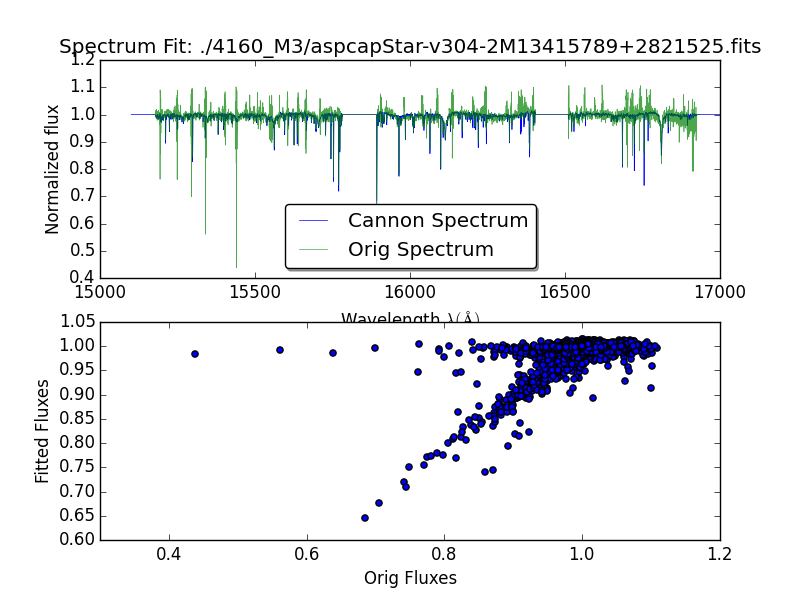 Spectrum Fit: ./4160_M3/aspcapStar-v304-2M13415789+2821525.fits
1.2
1.1
1.0
0.9
0.8
0.7
0.6
0.5
0.4
Normalized flux
Cannon Spectrum
Orig Spectrum
15000 15500 16000 16500 17000
Wavelength λ(Å)
1.05
1.00
0.95
0.90
0.85
0.80
0.75
0.70
0.65
0.60
Fitted Fluxes
0.4 0.6 0.8 1.0 1.2
Orig Fluxes